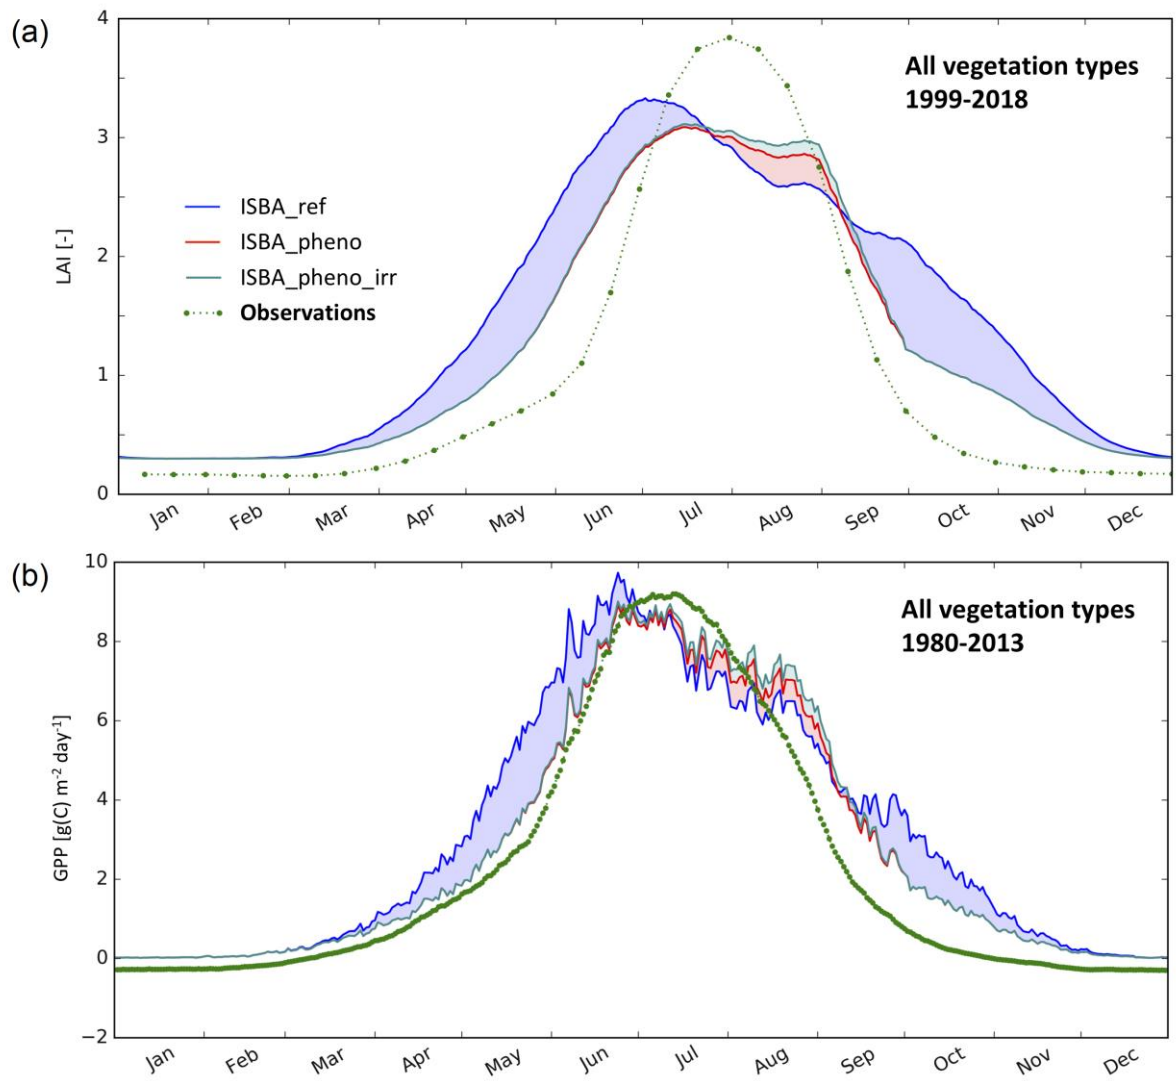 (a)
4
3
2
1
0
LAI [-]
All vegetation types
1999-2018
ISBA_ref
ISBA_pheno
ISBA_pheno_irr
Observations
Jan Feb Mar Apr May Jun Jul Aug Sep Oct Nov Dec
(b)
10
8
6
4
2
0
−2
GPP [g(C) m⁻² day⁻¹]
All vegetation types
1980-2013
Jan Feb Mar Apr May Jun Jul Aug Sep Oct Nov Dec